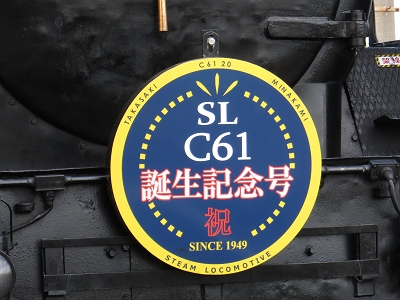 C61 20
TAKASAKI
MINAKAMI
SL
C61
誕生記念号
祝
SINCE 1949
STEAM LOCOMOTIVE